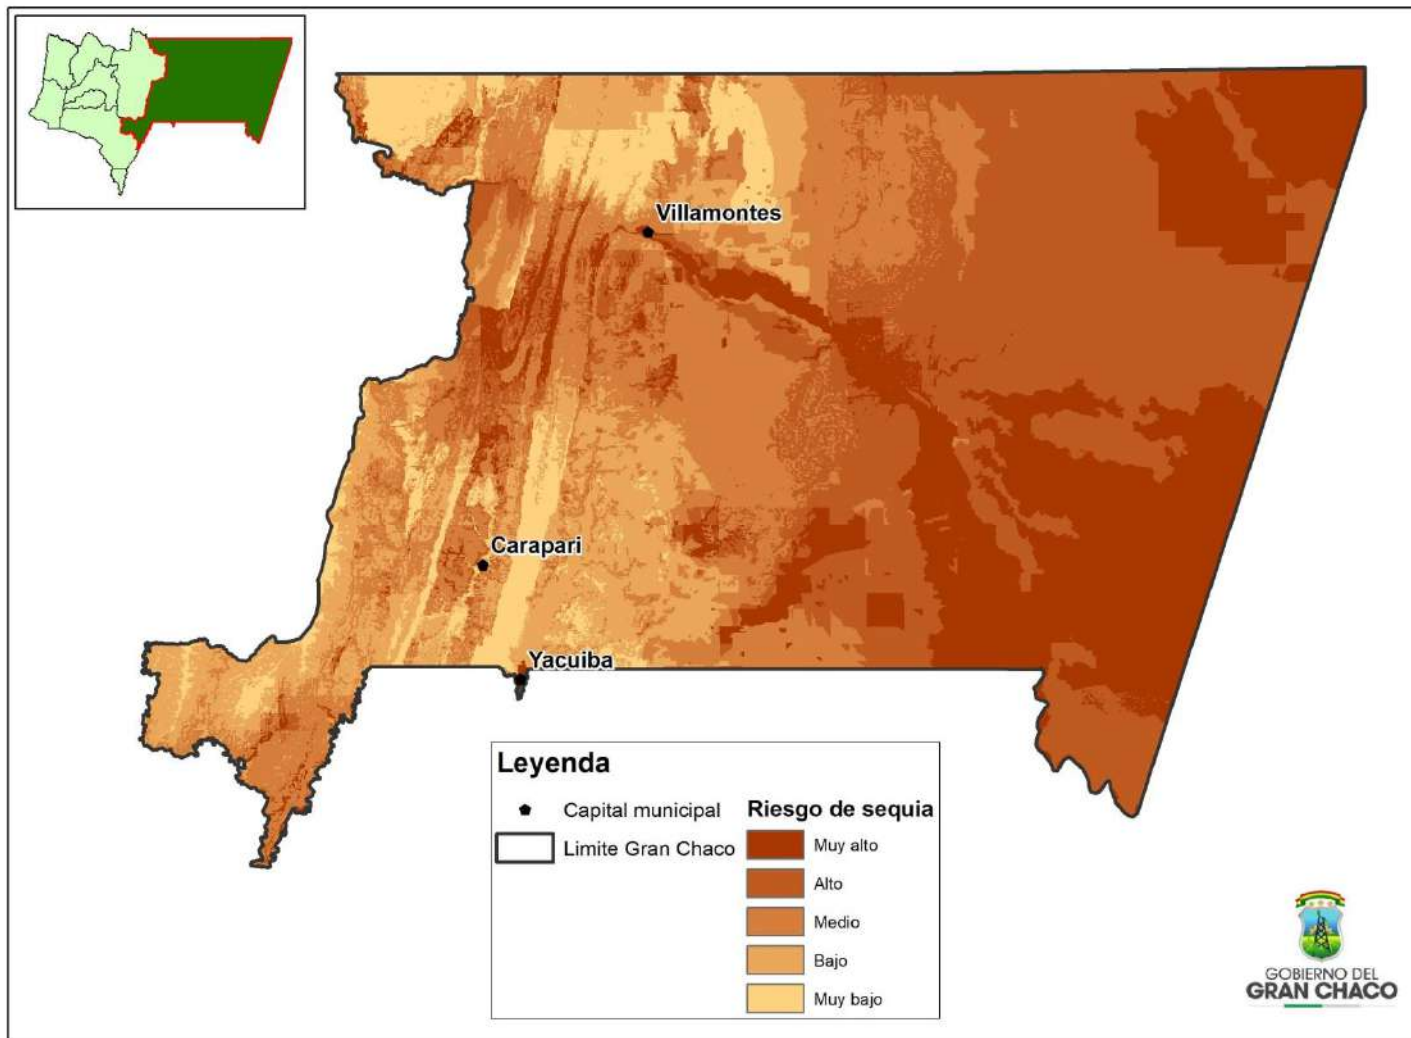 Villamontes
Carapari
Yacuiba
Leyenda
Capital municipal
Limite Gran Chaco
Riesgo de sequia
Muy alto
Alto
Medio
Bajo
Muy bajo
GOBIERNO DEL
GRAN CHACO